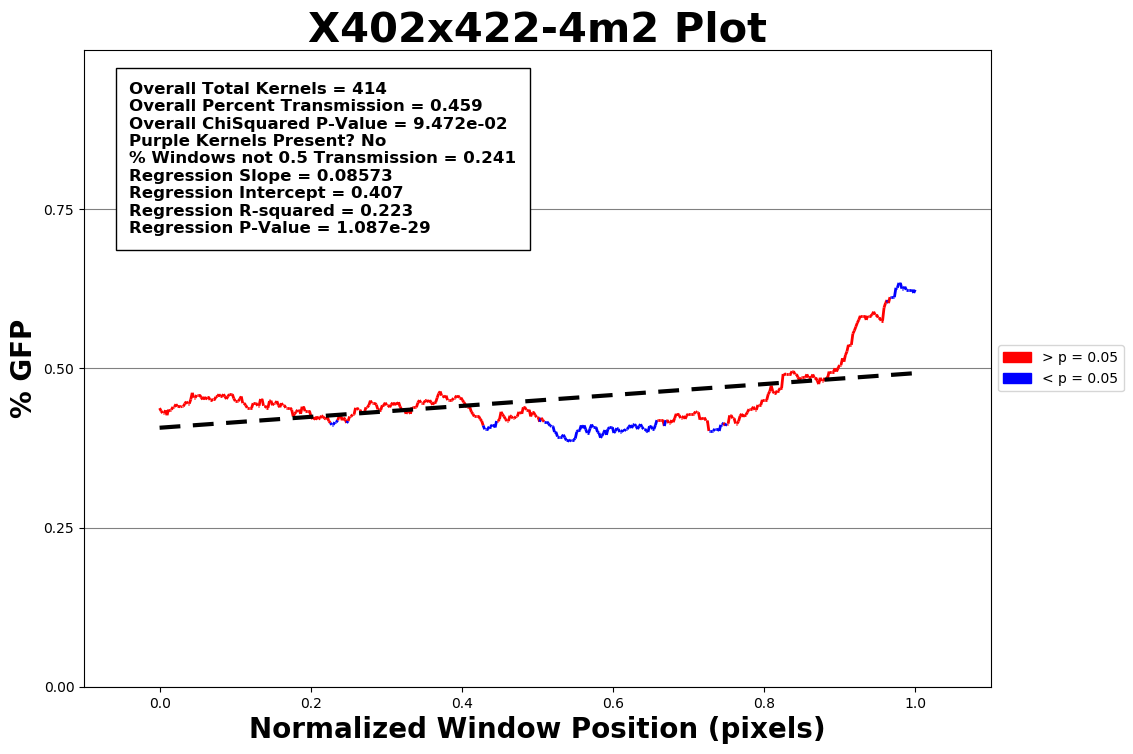 X402x422-4m2 Plot
Overall Total Kernels = 414
Overall Percent Transmission = 0.459
Overall ChiSquared P-Value = 9.472e-02
Purple Kernels Present? No
% Windows not 0.5 Transmission = 0.241
Regression Slope = 0.08573
Regression Intercept = 0.407
Regression R-squared = 0.223
Regression P-Value = 1.087e-29
% GFP
0.75
0.50
0.25
0.00
> p = 0.05
< p = 0.05
0.0 0.2 0.4 0.6 0.8 1.0
Normalized Window Position (pixels)